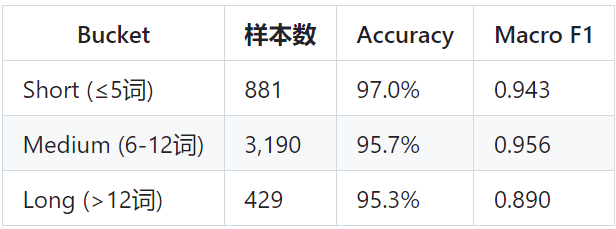 Bucket 样本数 Accuracy Macro F1
Short (≤5词) 881 97.0% 0.943
Medium (6-12词) 3,190 95.7% 0.956
Long (>12词) 429 95.3% 0.890